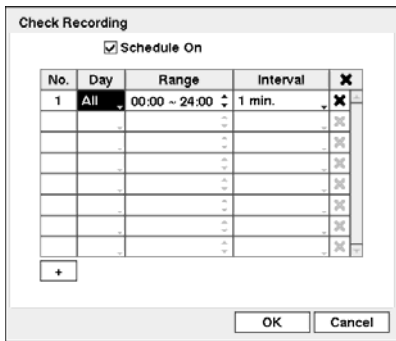 Check Recording
Schedule On
No. Day Range Interval
1 All 00:00 ~ 24:00 1 min.
+
OK Cancel